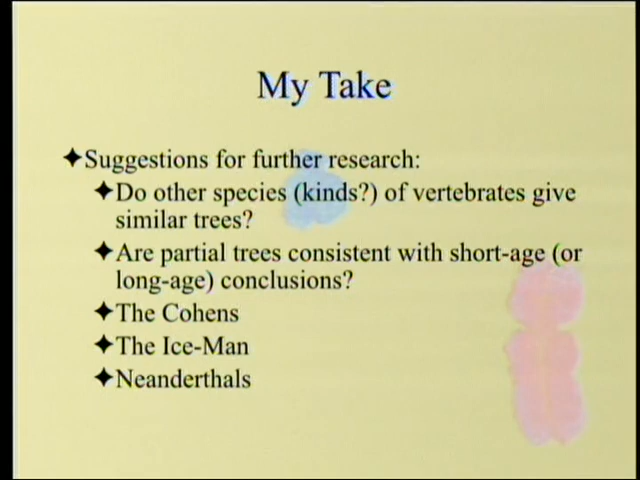 My Take
✦Suggestions for further research:
✦Do other species (kinds?) of vertebrates give
similar trees?
✦Are partial trees consistent with short-age (or
long-age) conclusions?
✦The Cohens
✦The Ice-Man
✦Neanderthals